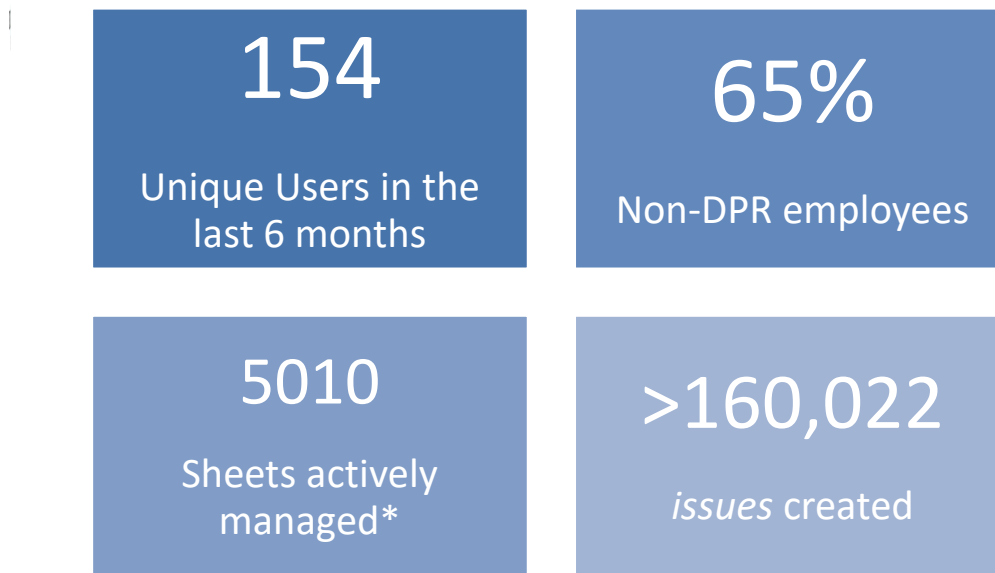 154
Unique Users in the
last 6 months
65%
Non-DPR employees
5010
Sheets actively
managed*
>160,022
issues created